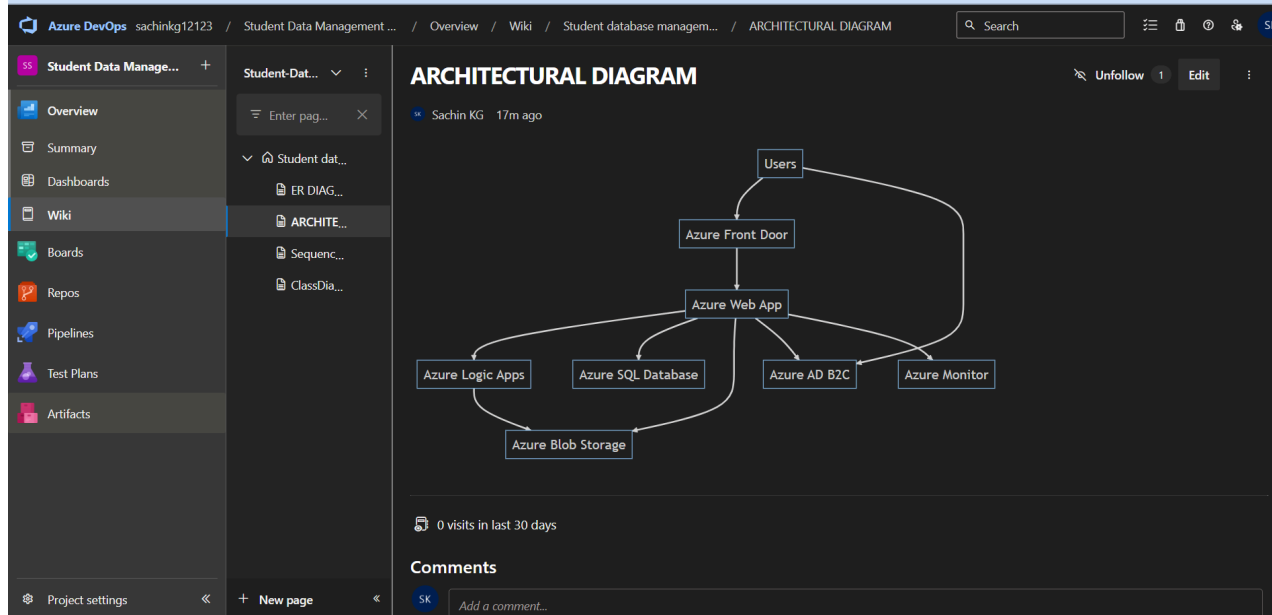 Azure DevOps sachinkg12123 / Student Data Management ... / Overview / Wiki / Student database managem... / ARCHITECTURAL DIAGRAM
Search
SS Student Data Manage... +
Overview
Summary
Dashboards
Wiki
Boards
Repos
Pipelines
Test Plans
Artifacts
Project settings «
Student-Dat...
Enter pag...
Student dat...
ER DIAG...
ARCHITE...
Sequenc...
ClassDia...
+ New page «
ARCHITECTURAL DIAGRAM
Unfollow 1 Edit
SK Sachin KG 17m ago
Users
Azure Front Door
Azure Web App
Azure Logic Apps Azure SQL Database Azure AD B2C Azure Monitor
Azure Blob Storage
0 visits in last 30 days
Comments
SK Add a comment...